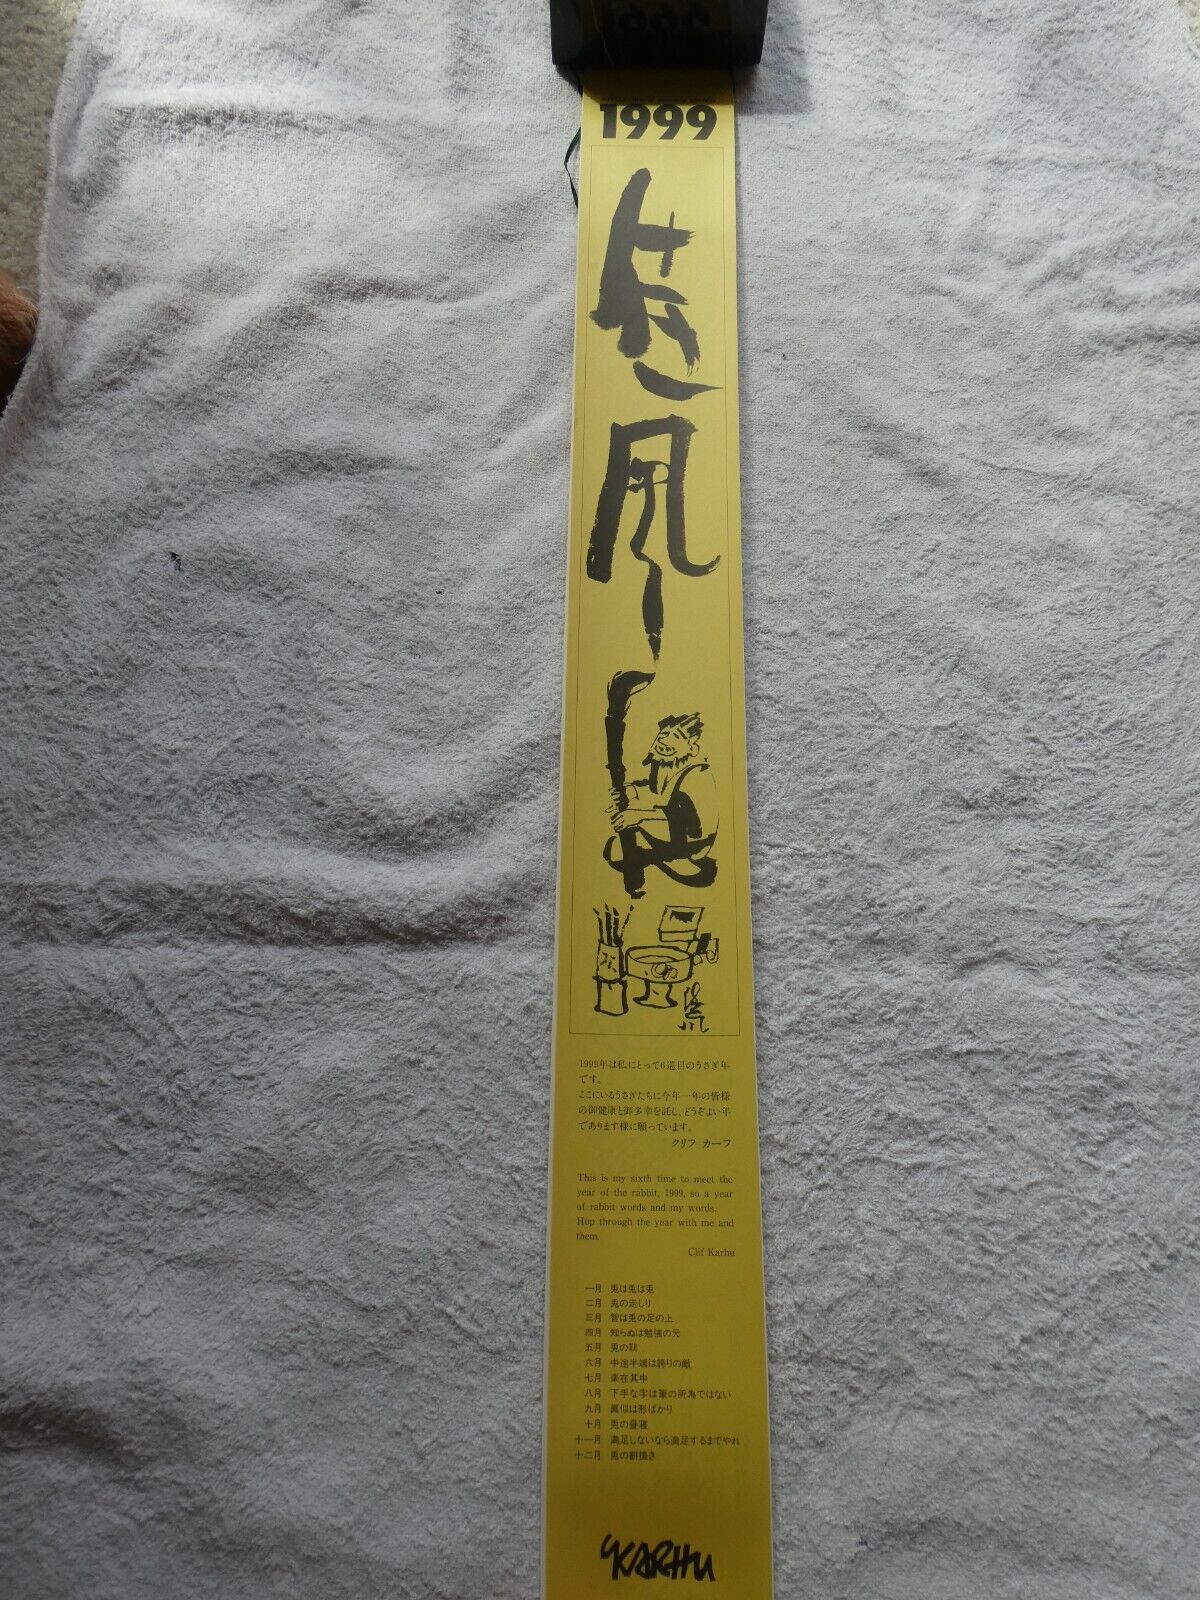 1999
風
1999年は私にとって6巡目のうさぎ年
です。
ここにいるうさぎたちに今年一年の皆様
の御健康と御多幸を託し、どうぞよい年
であります様に願っています。
クリフ カーフ
This is my sixth time to meet the
year of the rabbit, 1999, so a year
of rabbit words and my words.
Hop through the year with me and
them.
Clif Karhu
一月 兎は兎は兎
二月 兎の走しり
三月 智は兎の足の上
四月 知らぬは勉強の元
五月 兎の
六月 中途半端は誇りの敵
七月 楽在其中
八月 下手な字は筆の所為ではない
九月 真似は形ばかり
十月 兎の昼寝
十一月 満足しないなら満足するまでやれ
十二月 兎の餅搗き
KARHU